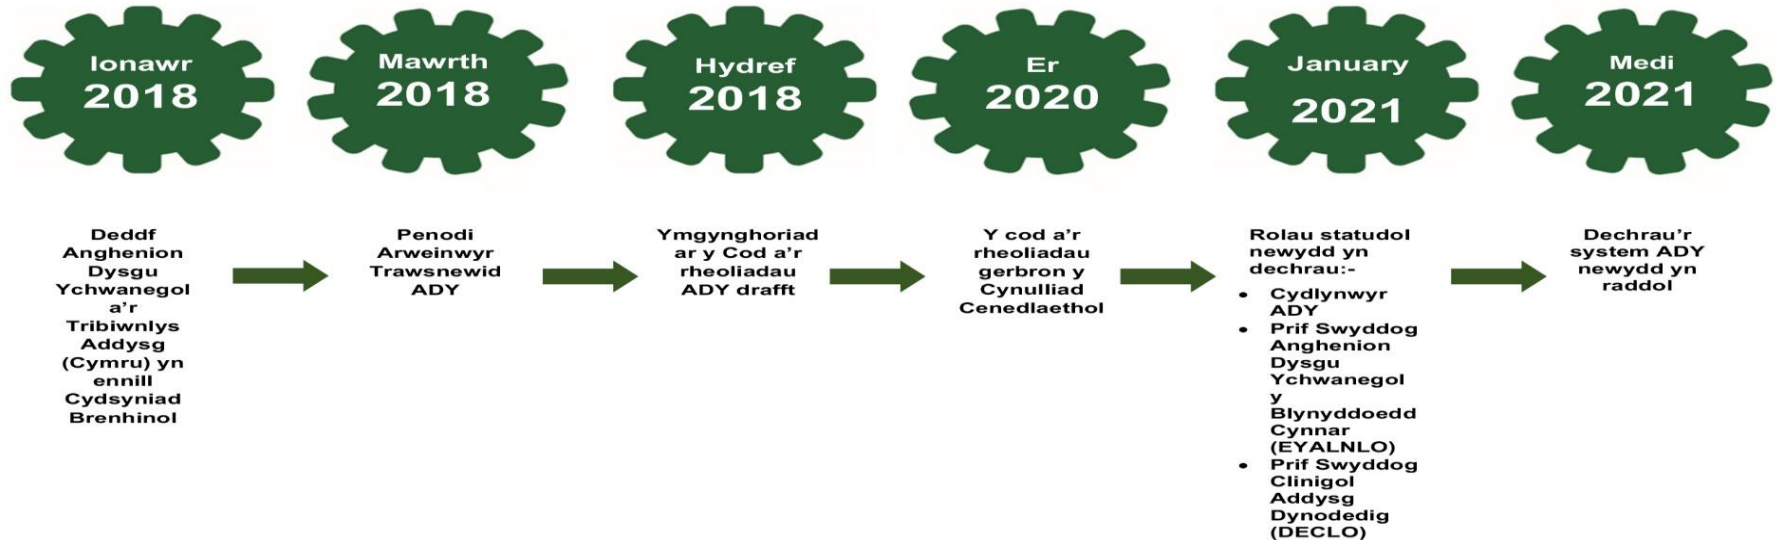 Ionawr
2018
Mawrth
2018
Hydref
2018
Er
2020
January
2021
Medi
2021
Deddf
Anghenion
Dysgu
Ychwanegol
a'r
Tribiwnlys
Addysg
(Cymru) yn
ennill
Cydsyniad
Brenhinol
Penodi
Arweinwyr
Trawsnewid
ADY
Ymgynghoriad
ar y Cod a'r
rheoliadau
ADY drafft
Y cod a'r
rheoliadau
gerbron y
Cynulliad
Cenedlaethol
Rolau statudol
newydd yn
dechrau:-
• Cydlynwyr
ADY
• Prif Swyddog
Anghenion
Dysgu
Ychwanegol
y
Blynyddoedd
Cynnar
(EYALNLO)
• Prif Swyddog
Clinigol
Addysg
Dynodedig
(DECLO)
Dechrau'r
system ADY
newydd yn
raddol